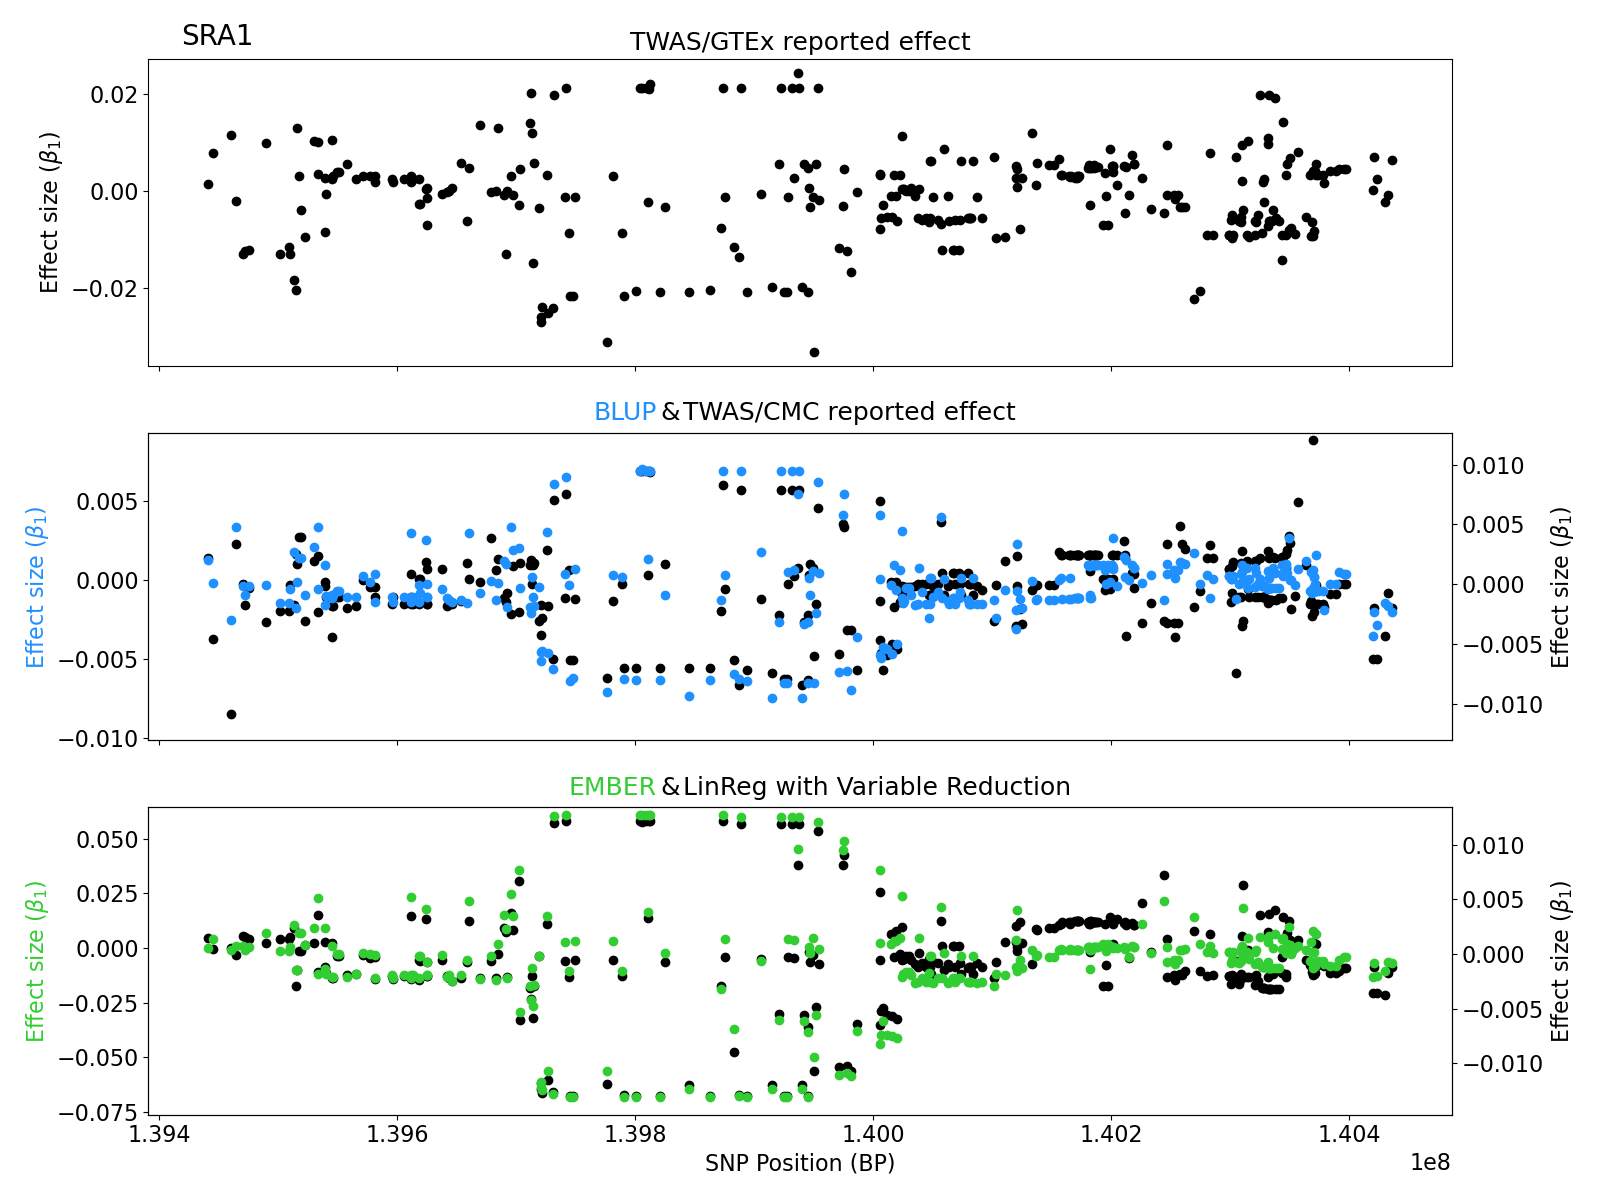 SRA1
TWAS/GTEx reported effect
Effect size (β₁)
0.02
0.00
−0.02
BLUP & TWAS/CMC reported effect
Effect size (β₁)
0.005
0.000
−0.005
−0.010
0.010
0.005
0.000
−0.005
−0.010
Effect size (β₁)
EMBER & LinReg with Variable Reduction
Effect size (β₁)
0.050
0.025
0.000
−0.025
−0.050
−0.075
0.010
0.005
0.000
−0.005
−0.010
Effect size (β₁)
1.394 1.396 1.398 1.400 1.402 1.404
SNP Position (BP)
1e8